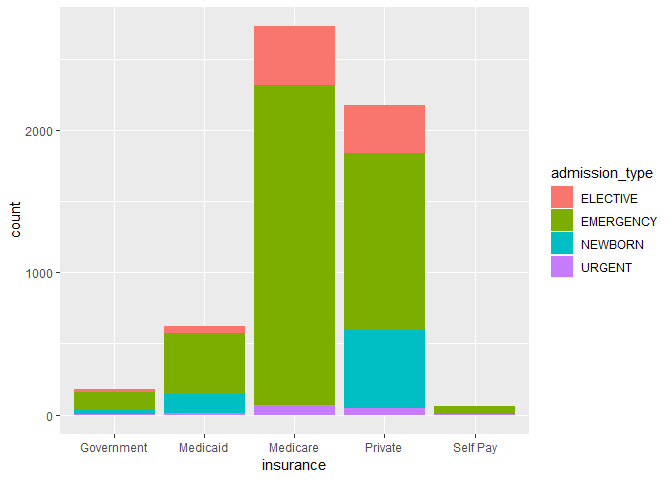 2000
1000
0
count
Government
Medicaid
Medicare
Private
Self Pay
insurance
admission_type
ELECTIVE
EMERGENCY
NEWBORN
URGENT